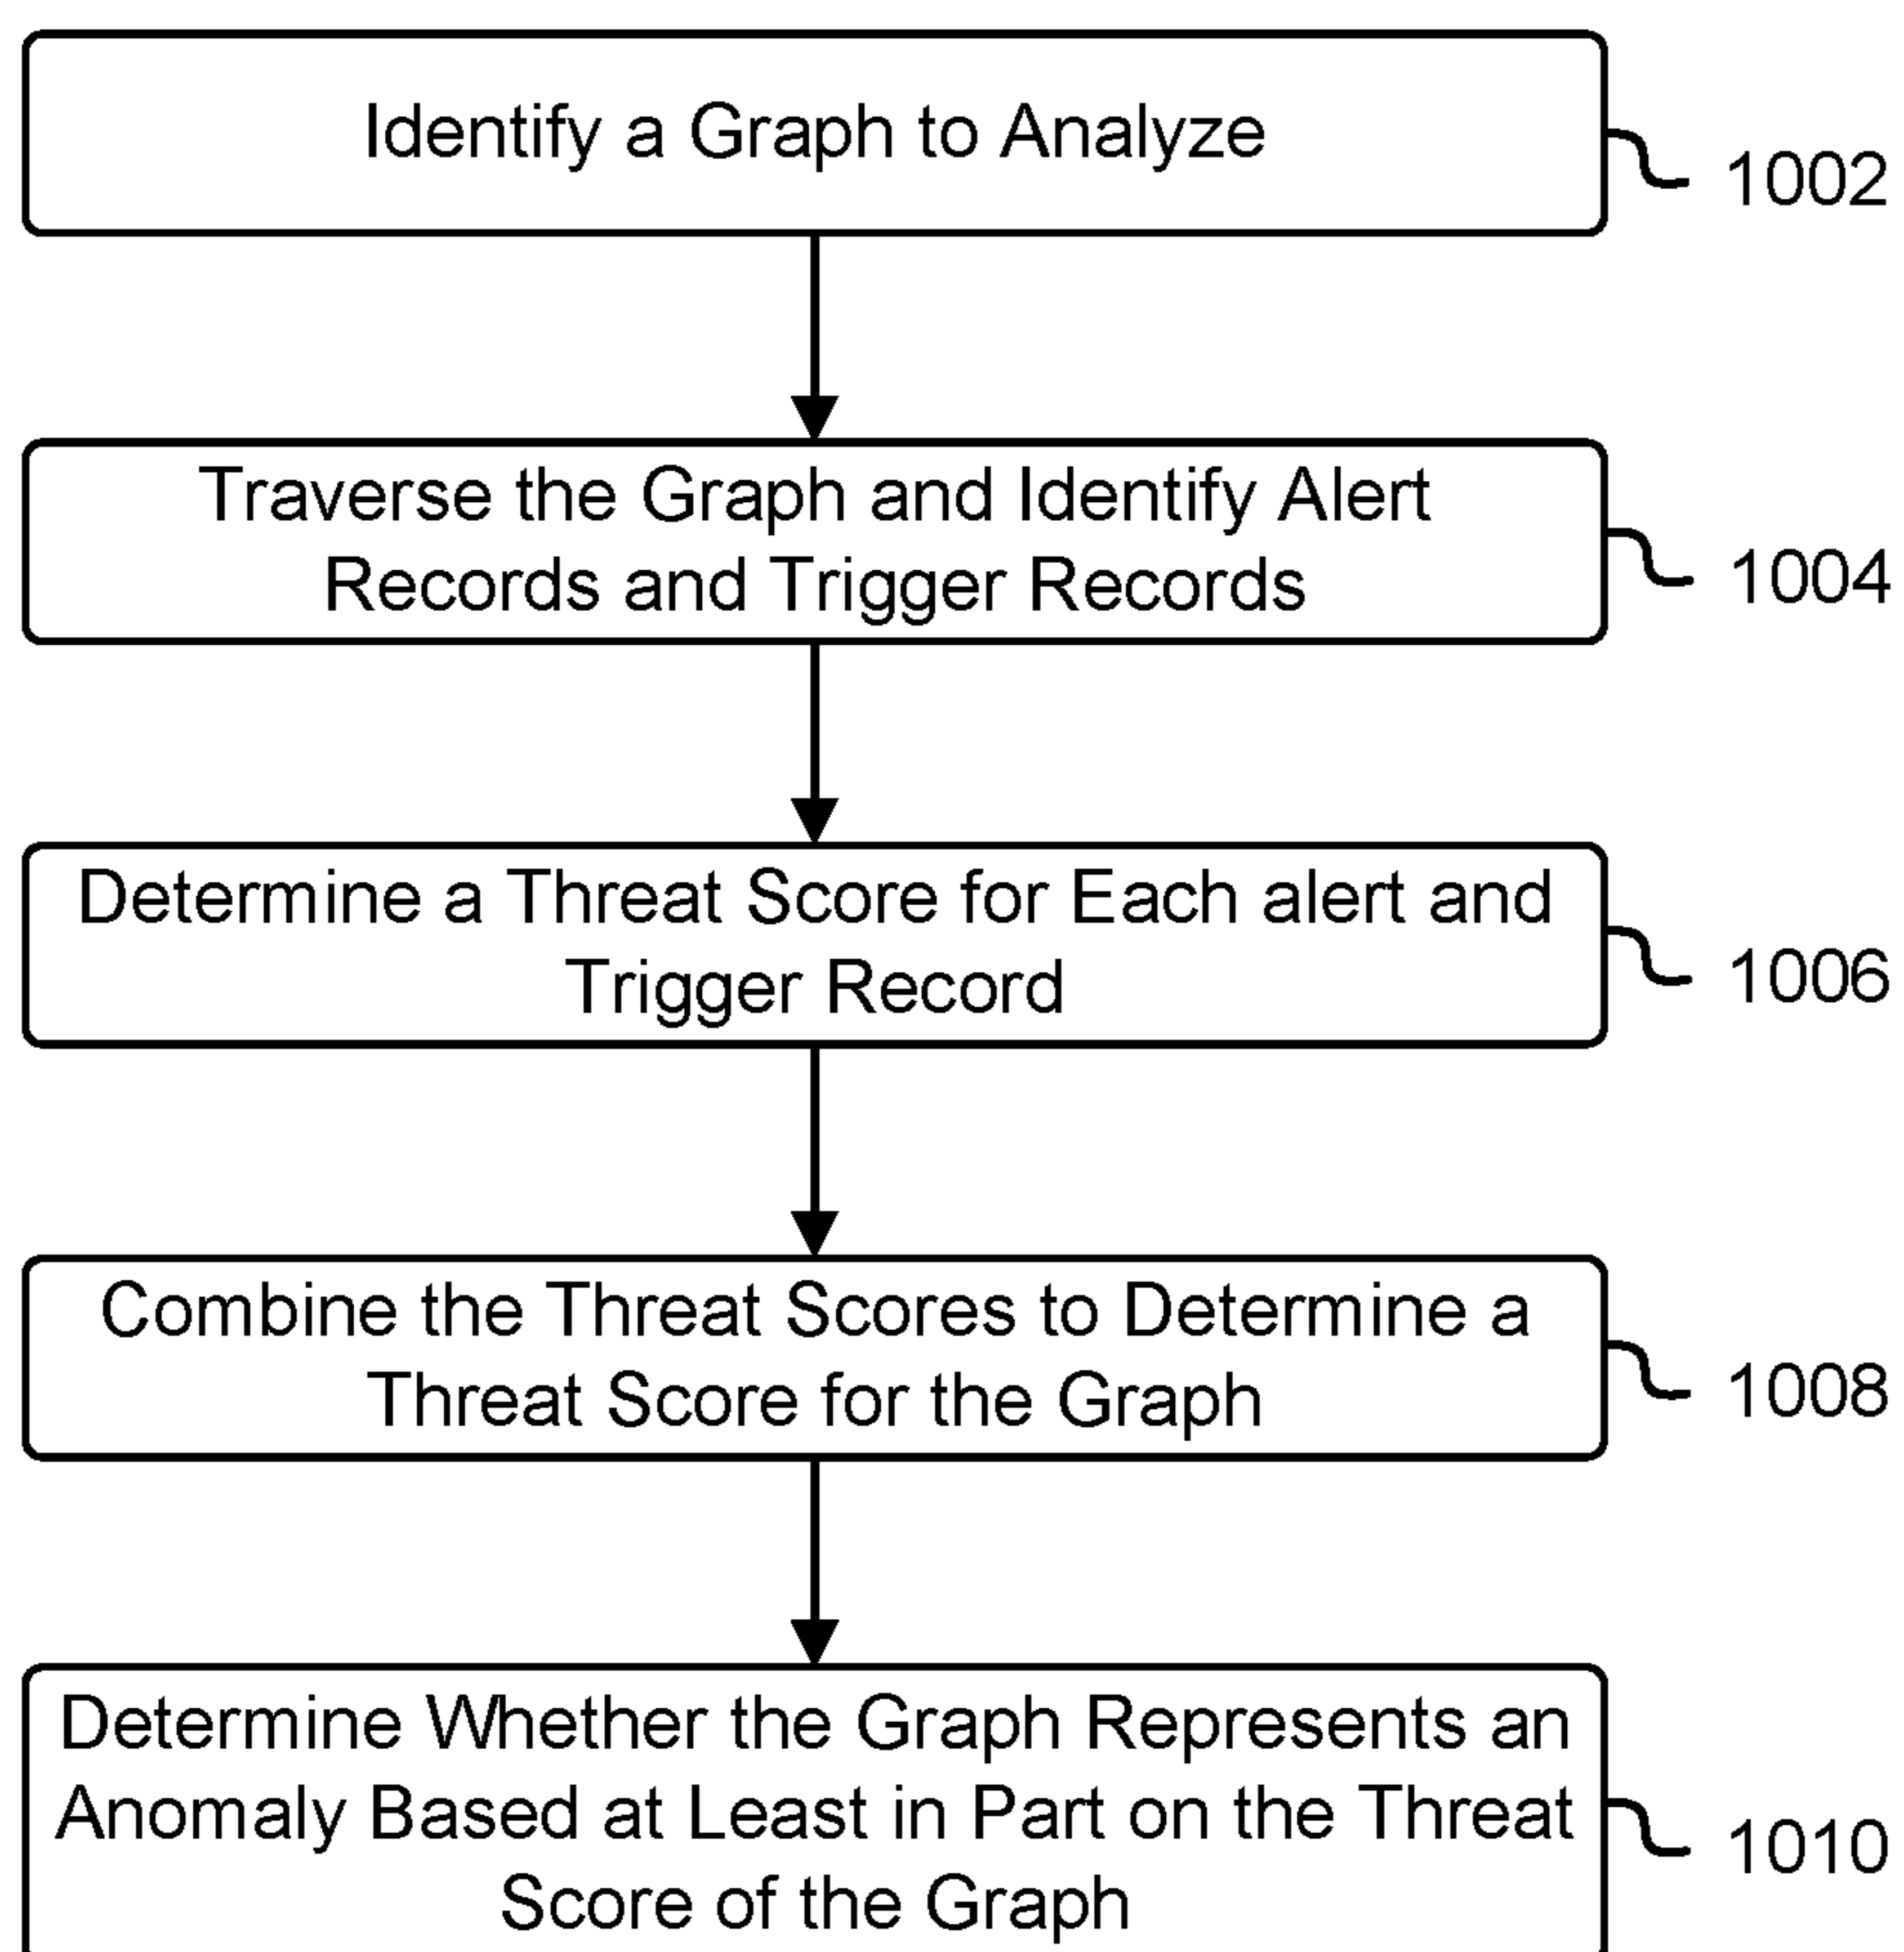 Identify a Graph to Analyze
1002
Traverse the Graph and Identify Alert
Records and Trigger Records
1004
Determine a Threat Score for Each alert and
Trigger Record
1006
Combine the Threat Scores to Determine a
Threat Score for the Graph
1008
Determine Whether the Graph Represents an
Anomaly Based at Least in Part on the Threat
Score of the Graph
1010